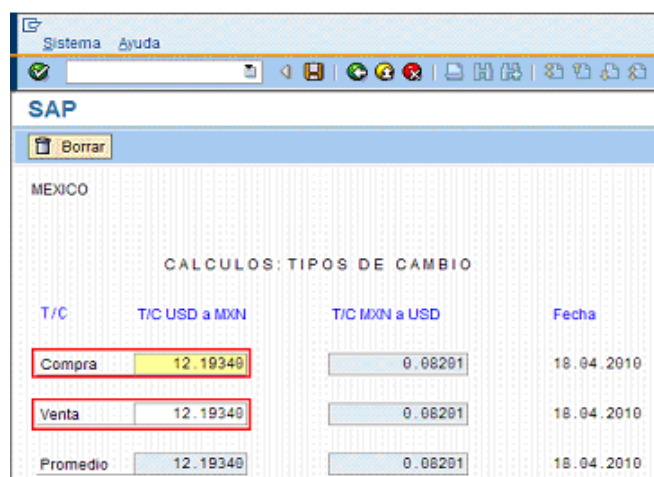 Sistema Ayuda
SAP
Borrar
MEXICO
CALCULOS: TIPOS DE CAMBIO
T/C T/C USD a MXN T/C MXN a USD Fecha
Compra 12.19340 0.08201 18.04.2010
Venta 12.19340 0.08201 18.04.2010
Promedio 12.19340 0.08201 18.04.2010